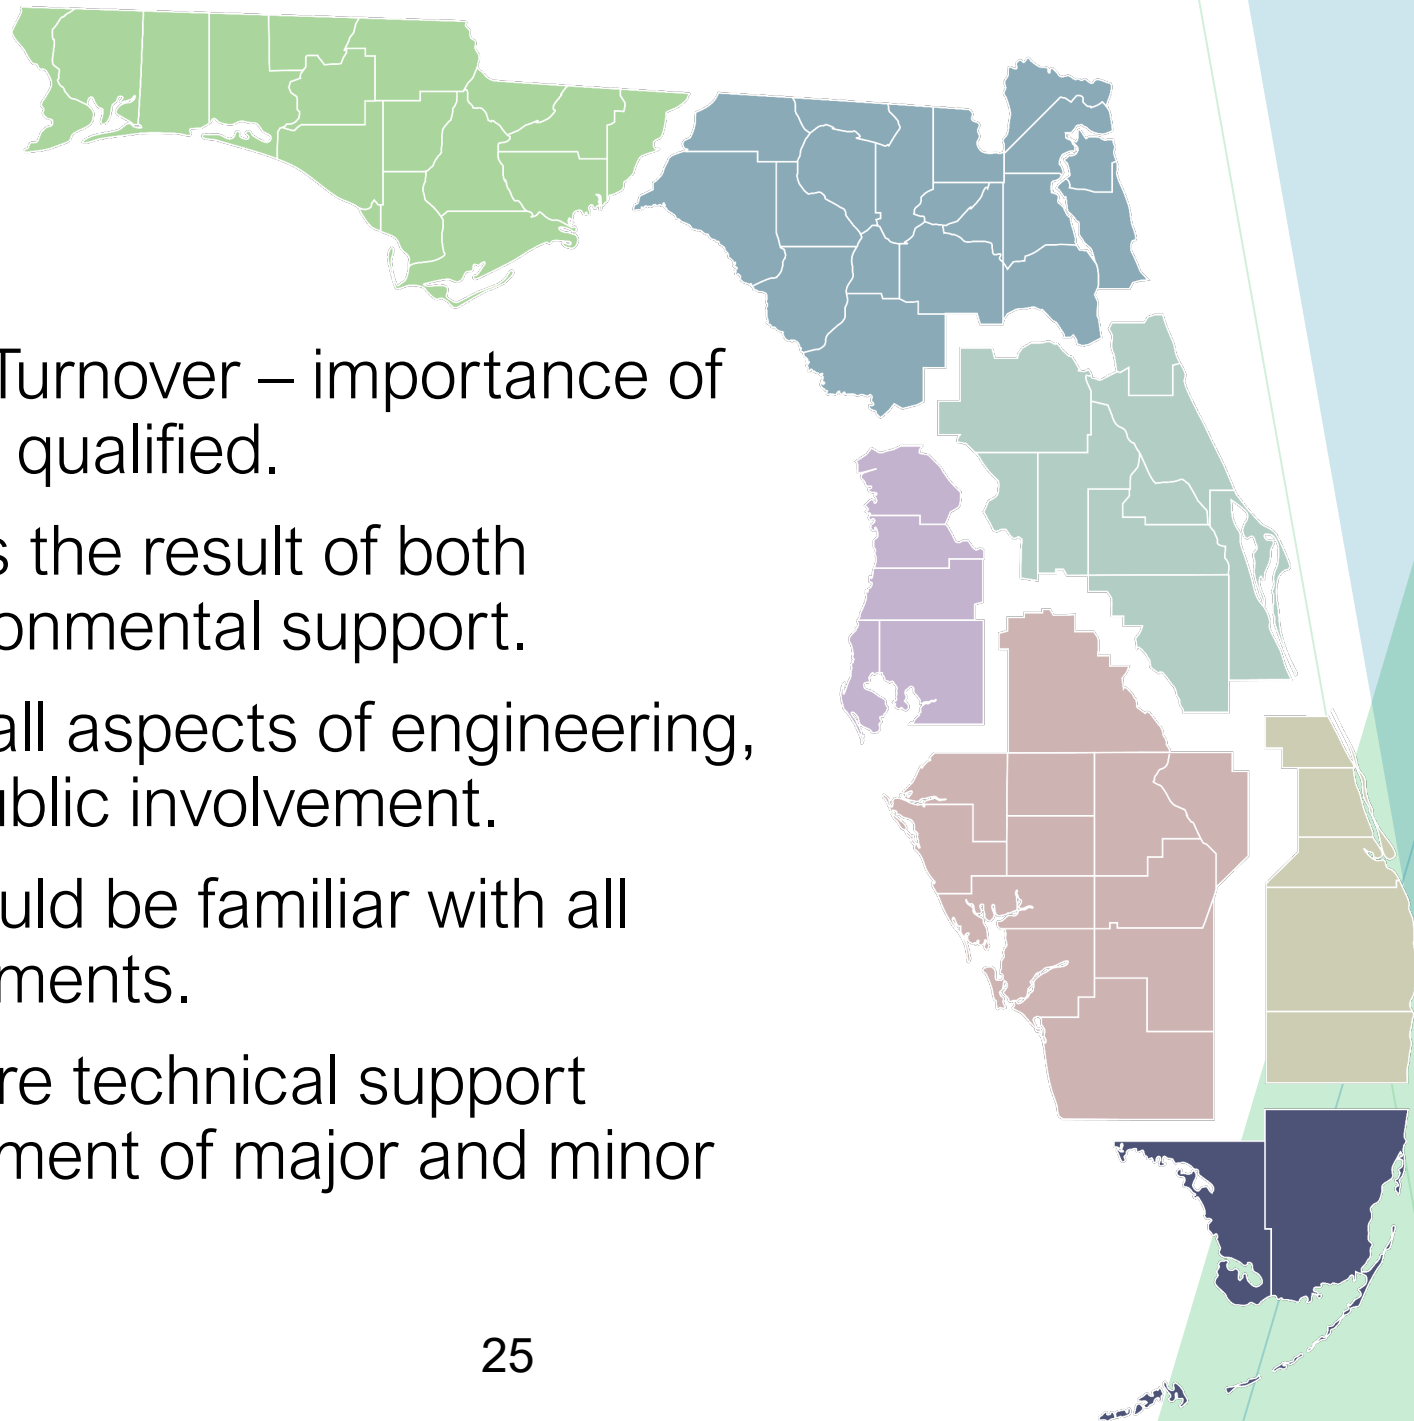 Turnover – importance of
qualified.
s the result of both
onmental support.
all aspects of engineering,
ublic involvement.
uld be familiar with all
ments.
re technical support
ment of major and minor
25